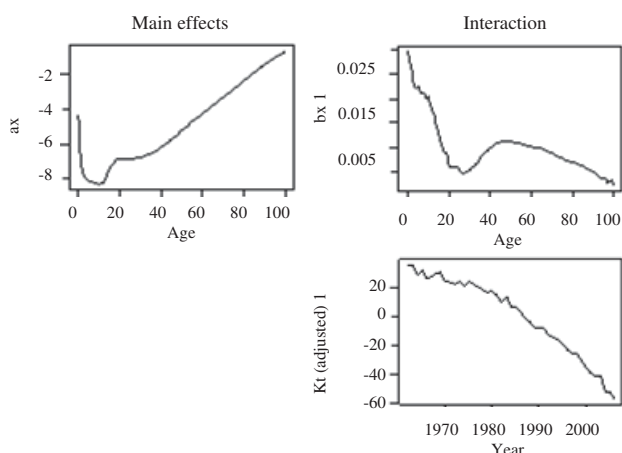 Main effects
Interaction
-2
-4
-6
-8
ax
0 20 40 60 80 100
Age
0.025
0.015
0.005
bx 1
0 20 40 60 80 100
Age
20
0
-20
-40
-60
Kt (adjusted) 1
1970 1980 1990 2000
Year